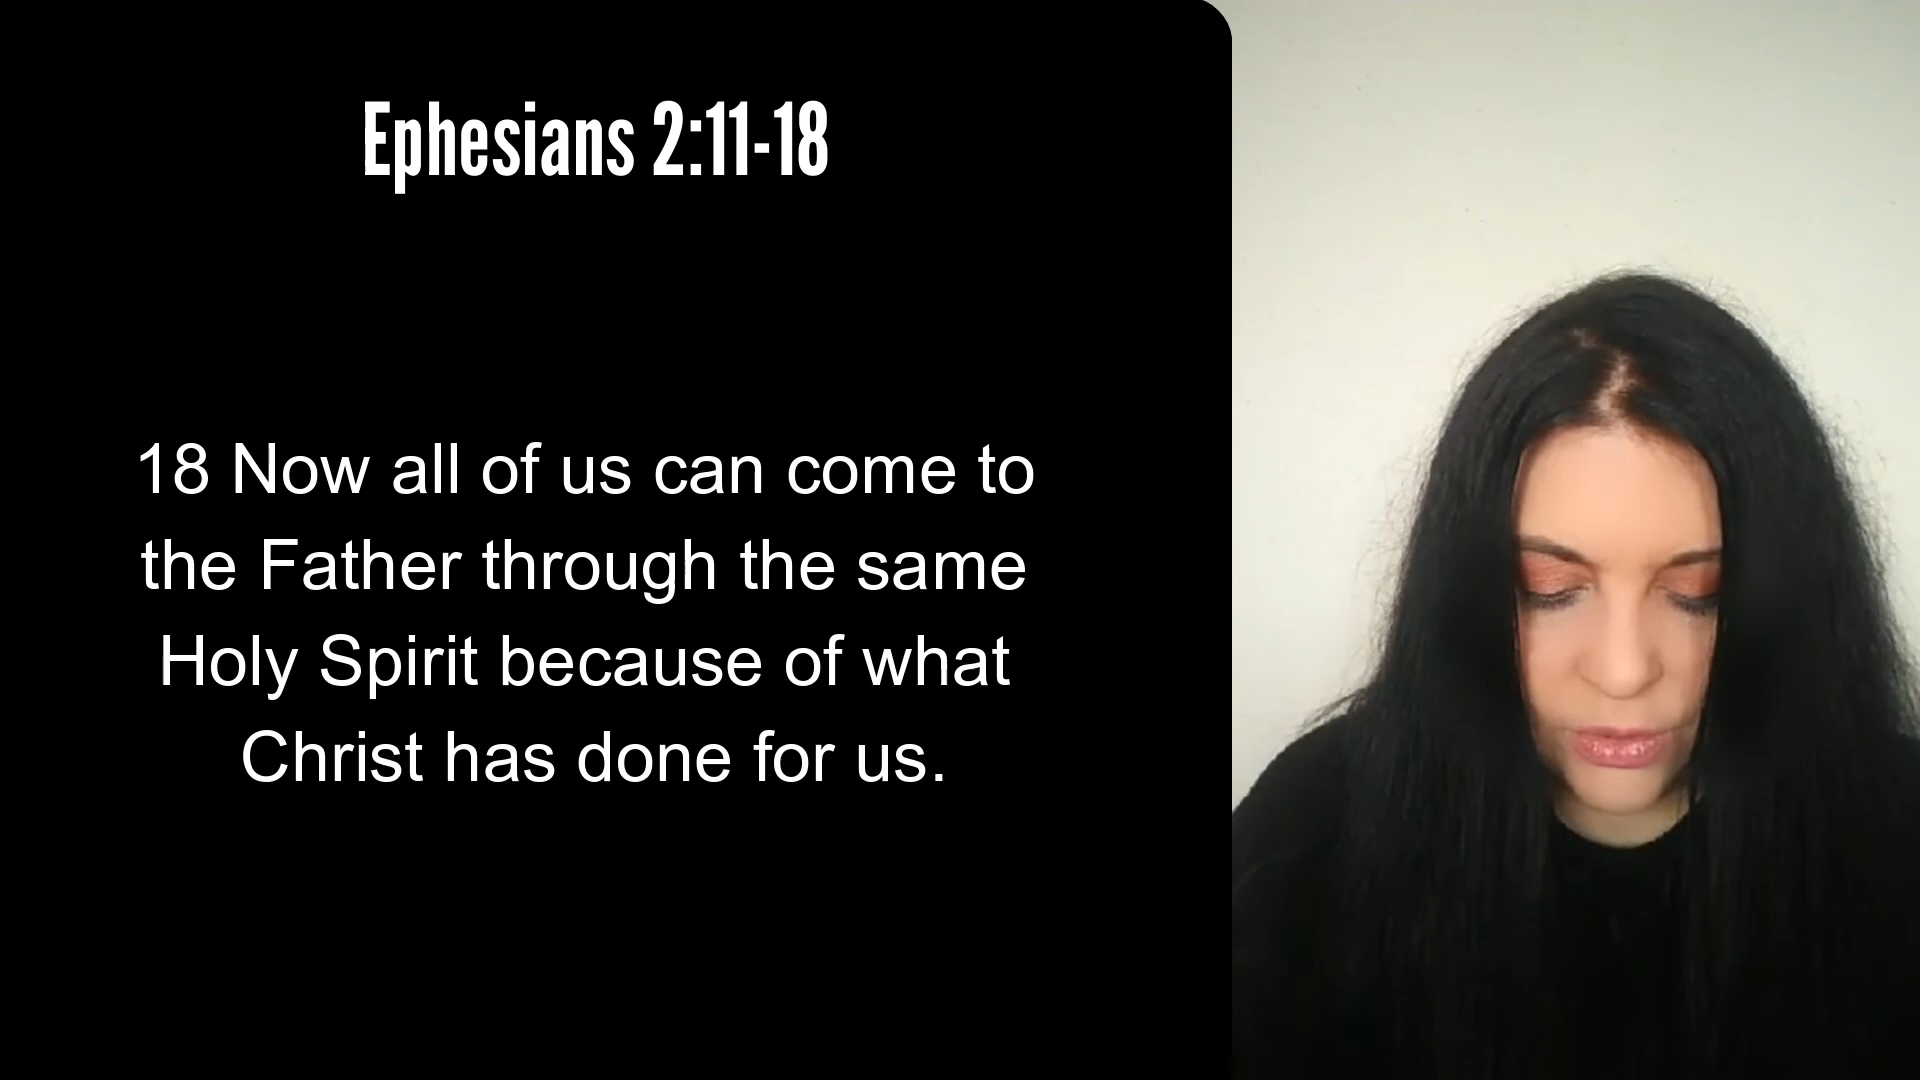 Ephesians 2:11-18
18 Now all of us can come to
the Father through the same
Holy Spirit because of what
Christ has done for us.